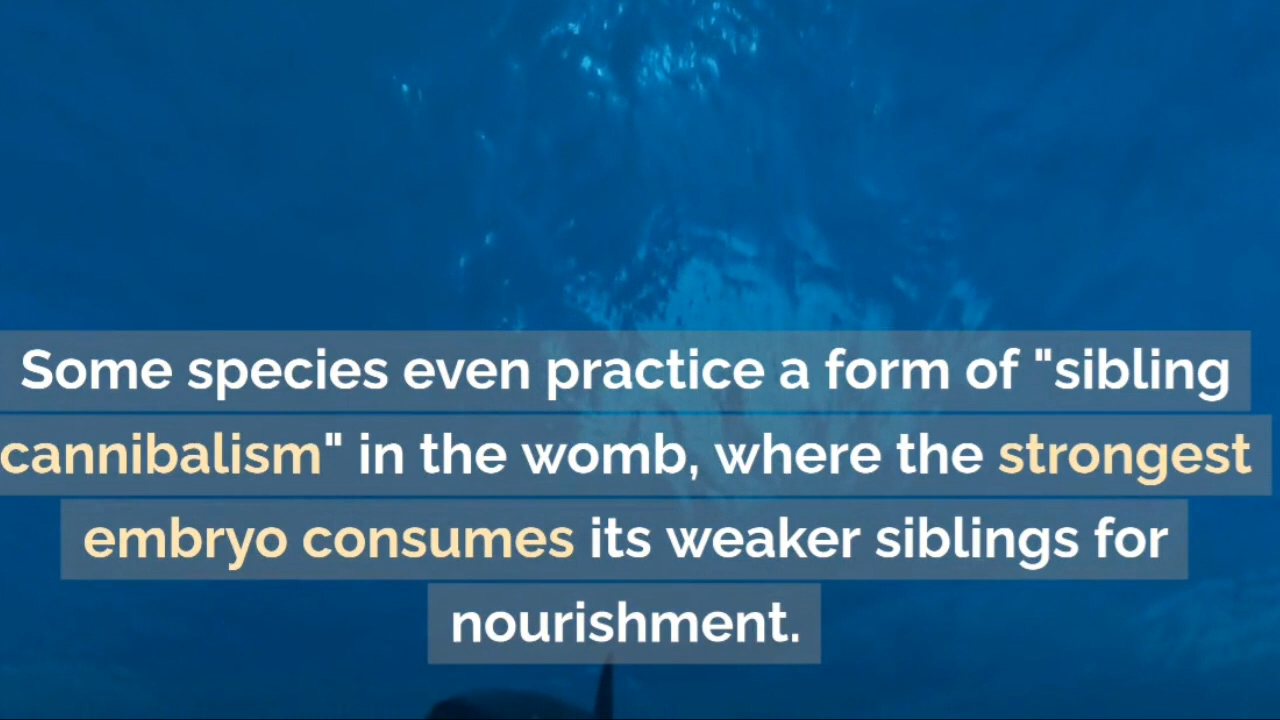 Some species even practice a form of "sibling
cannibalism" in the womb, where the strongest
embryo consumes its weaker siblings for
nourishment.